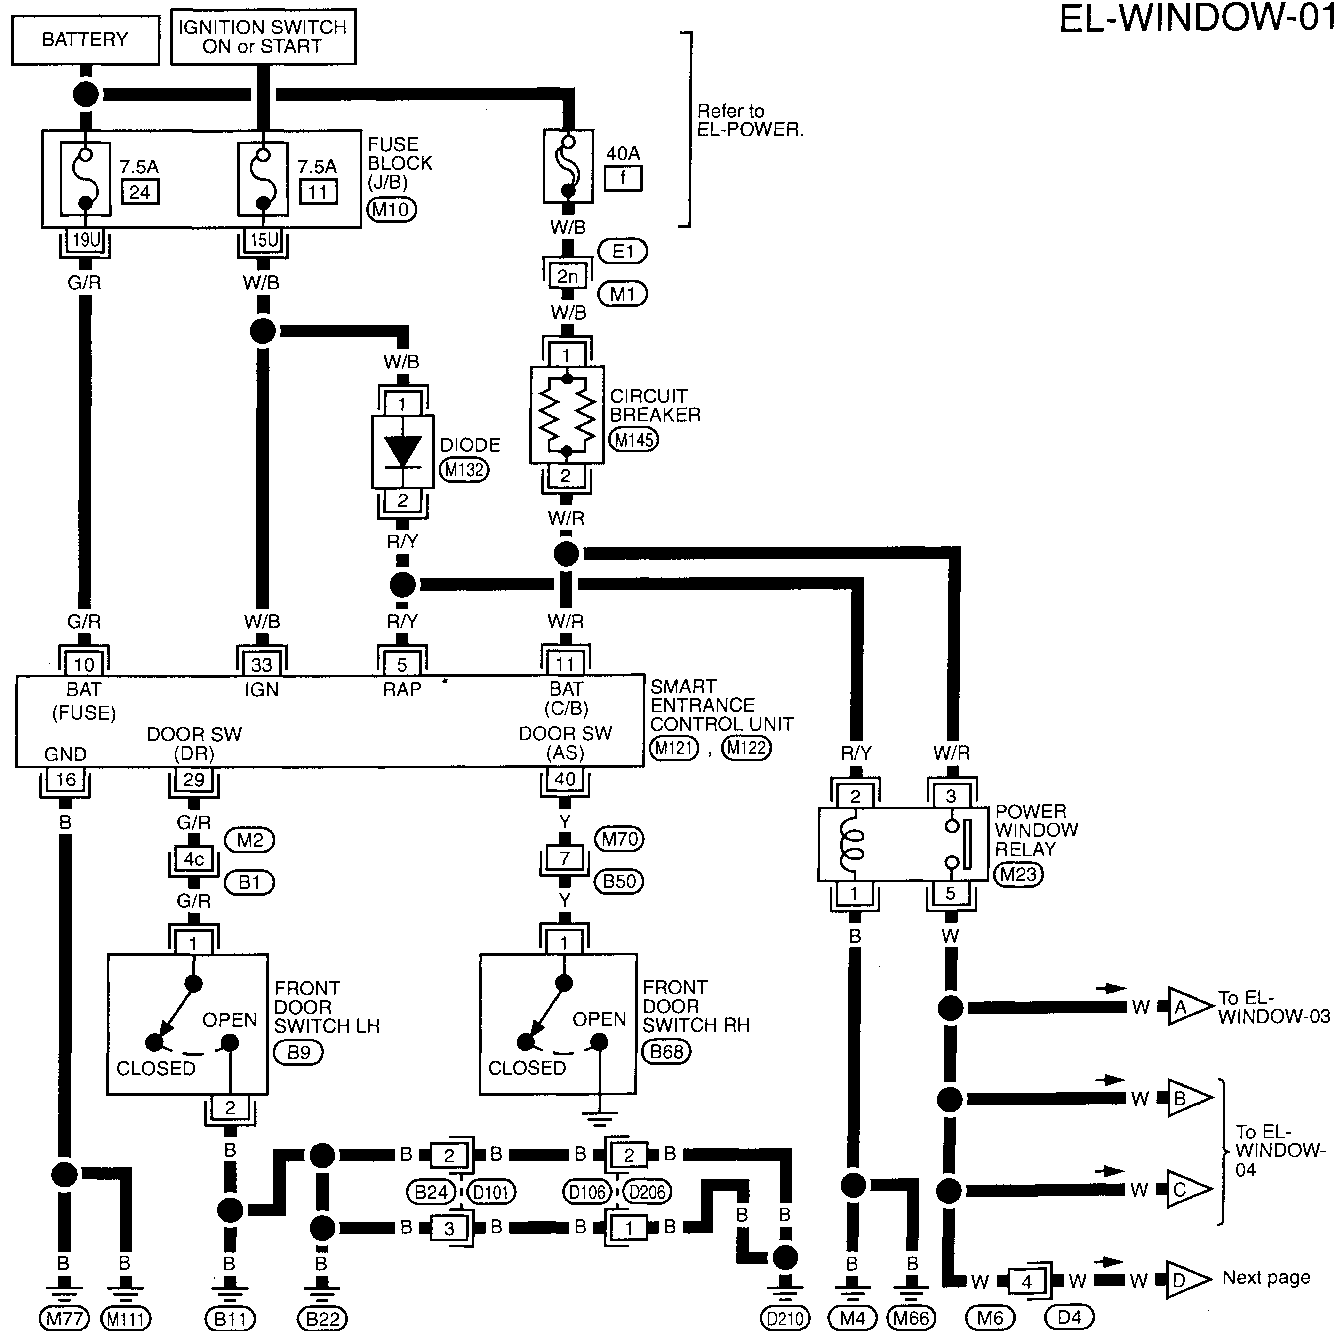 EL-WINDOW-01
BATTERY
IGNITION SWITCH
ON or START
Refer to
EL-POWER.
7.5A
24
7.5A
11
FUSE
BLOCK
(J/B)
M10
40A
f
19U
15U
W/B
E1
G/R
W/B
2n
M1
W/B
W/B
1
1
CIRCUIT
BREAKER
M145
DIODE
M132
2
2
W/R
R/Y
G/R
W/B
R/Y
W/R
10
33
5
11
BAT
(FUSE)
IGN
RAP
BAT
(C/B)
SMART
ENTRANCE
CONTROL UNIT
M121 , M122
GND
DOOR SW
(DR)
DOOR SW
(AS)
16
29
40
R/Y
W/R
2
3
POWER
WINDOW
RELAY
M23
1
5
B
G/R
Y
M2
M70
4c
7
B1
B50
G/R
Y
B
W
1
1
FRONT
DOOR
SWITCH LH
B9
OPEN
CLOSED
FRONT
DOOR
SWITCH RH
B68
OPEN
CLOSED
W
A
To EL-
WINDOW-03
W
B
To EL-
WINDOW-
04
W
C
2
B
B
2
B
B
2
B
B24
D101
D106
D206
B
3
B
B
1
B
B
B
B
B
B
B
B
B
W
4
W
W
D
Next page
M77
M111
B11
B22
D210
M4
M66
M6
D4